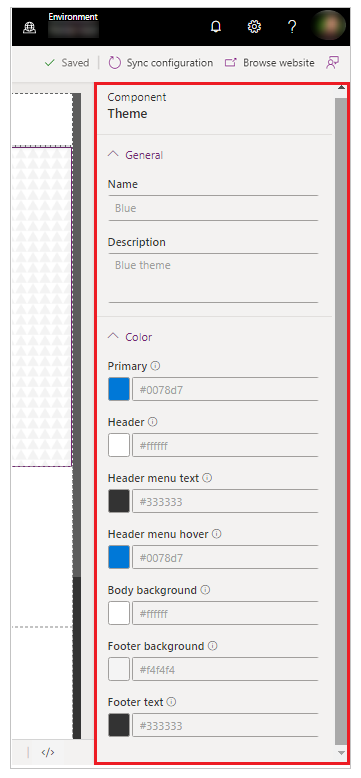 Environment
?
Saved
Sync configuration
Browse website
Component
Theme
General
Name
Blue
Description
Blue theme
Color
Primary
#0078d7
Header
#ffffff
Header menu text
#333333
Header menu hover
#0078d7
Body background
#ffffff
Footer background
#f4f4f4
Footer text
#333333
</>